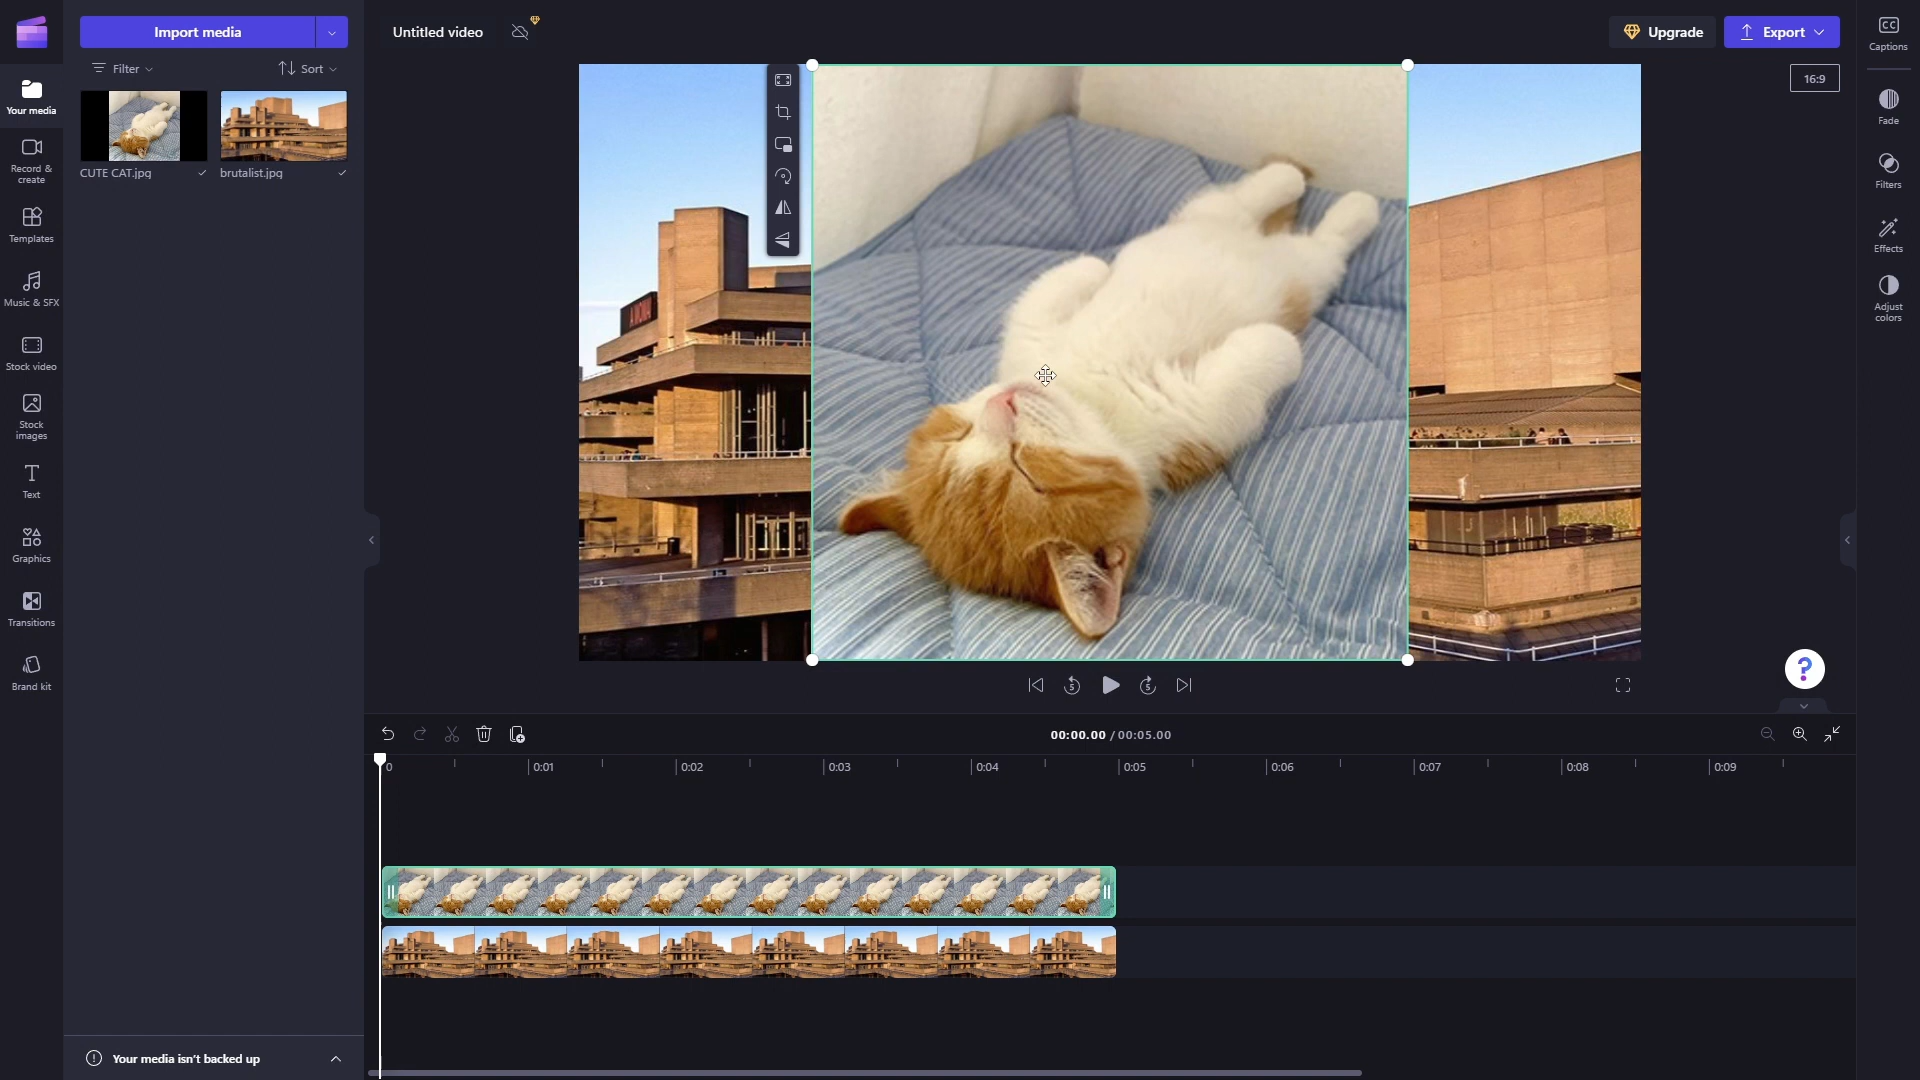 Import media
Untitled video
Upgrade
Export
Captions
Filter
Sort
16:9
Your media
CUTE CAT.jpg
brutalist.jpg
Fade
Record &
create
Filters
Templates
Effects
Music & SFX
Adjust
colors
Stock video
Stock
images
Text
Graphics
Transitions
Brand kit
5
5
?
00:00.00 / 00:05.00
0
0:01
0:02
0:03
0:04
0:05
0:06
0:07
0:08
0:09
Your media isn't backed up